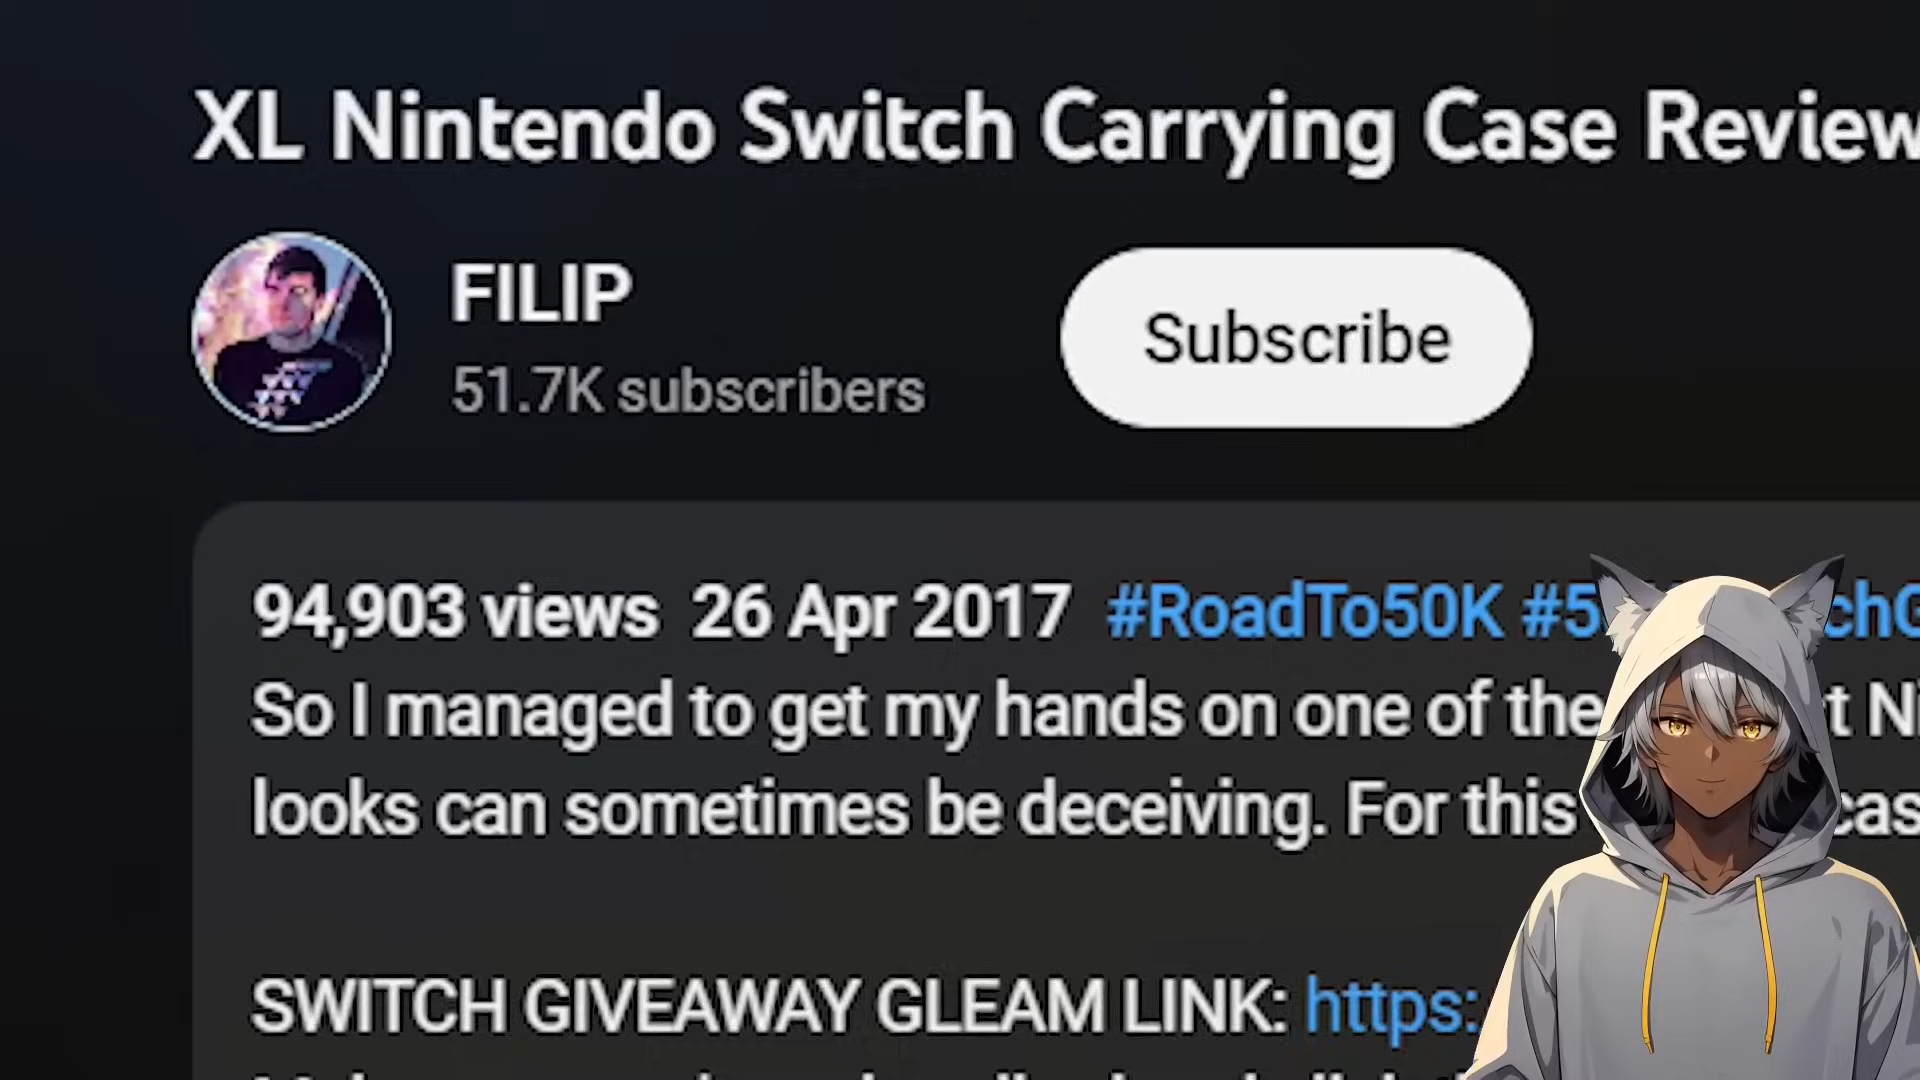 XL Nintendo Switch Carrying Case Review
FILIP
51.7K subscribers
Subscribe
94,903 views 26 Apr 2017 #RoadTo50K
So I managed to get my hands on one of the
looks can sometimes be deceiving. For this
SWITCH GIVEAWAY GLEAM LINK: https: